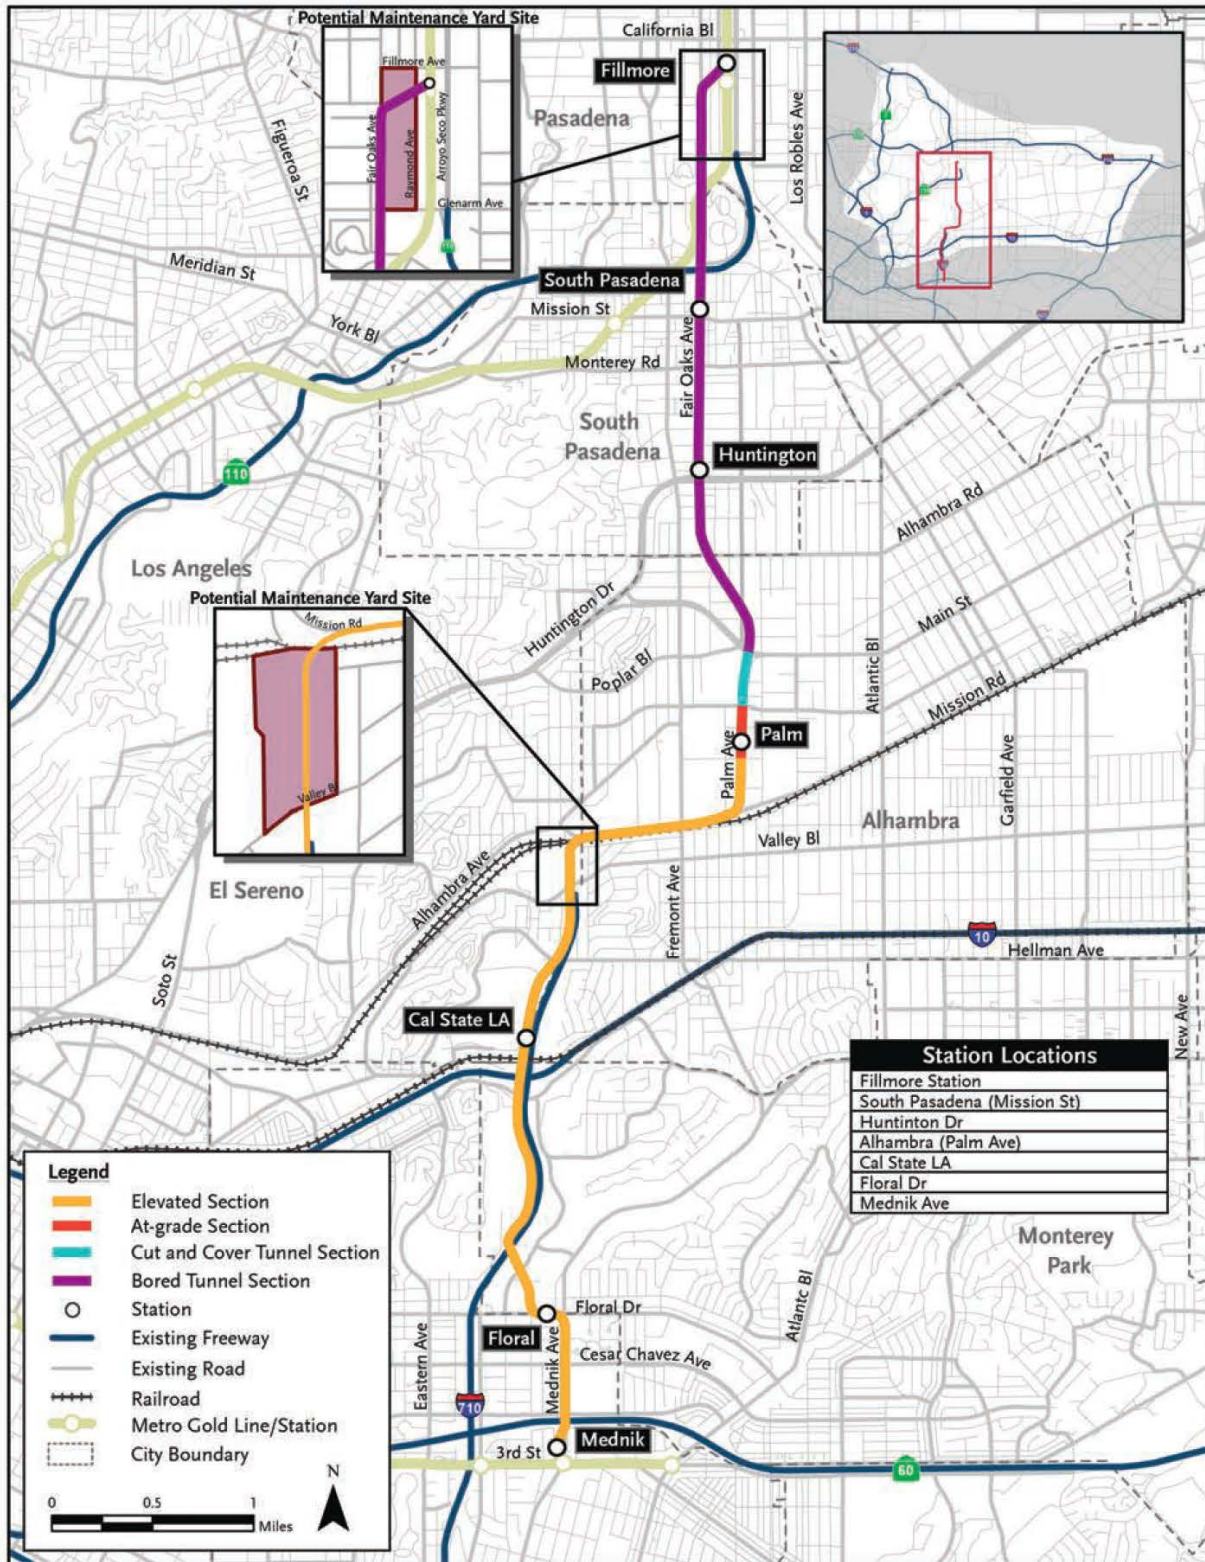 Potential Maintenance Yard Site
California Bl
Fillmore Ave
Fillmore
Pasadena
Los Robles Ave
Figueroa St
Fair Oaks Ave
Raymond Ave
Arroyo Seco Pkwy
Glenarm Ave
Meridian St
South Pasadena
Mission St
York Bl
Monterey Rd
Fair Oaks Ave
South
Pasadena
Huntington
110
Alhambra Rd
Los Angeles
Potential Maintenance Yard Site
Mission Rd
Huntington Dr
Main St
Poplar Bl
Atlantic Bl
Mission Rd
Palm
Palm Ave
Garfield Ave
Valley Bl
Alhambra
Valley Bl
Alhambra Ave
El Sereno
Fremont Ave
10
Hellman Ave
Soto St
Cal State LA
New Ave
Station Locations
Fillmore Station
South Pasadena (Mission St)
Huntinton Dr
Alhambra (Palm Ave)
Cal State LA
Floral Dr
Mednik Ave
Monterey
Park
Legend
Elevated Section
At-grade Section
Cut and Cover Tunnel Section
Bored Tunnel Section
Station
Existing Freeway
Existing Road
Railroad
Metro Gold Line/Station
City Boundary
0 0.5 1
Miles
N
Floral Dr
Floral
Atlantc Bl
Eastern Ave
Mednik Ave
Cesar Chavez Ave
710
Mednik
3rd St
60